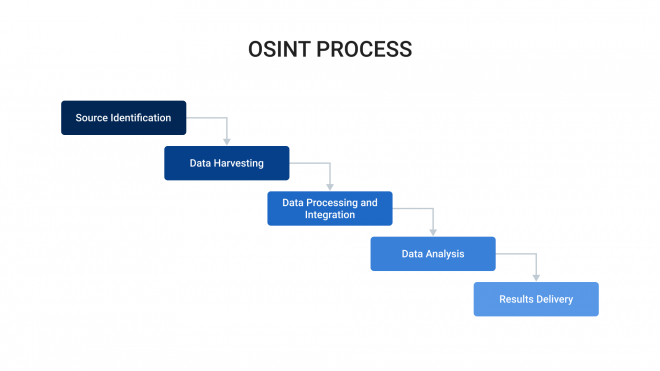 OSINT PROCESS
Source Identification
Data Harvesting
Data Processing and
Integration
Data Analysis
Results Delivery